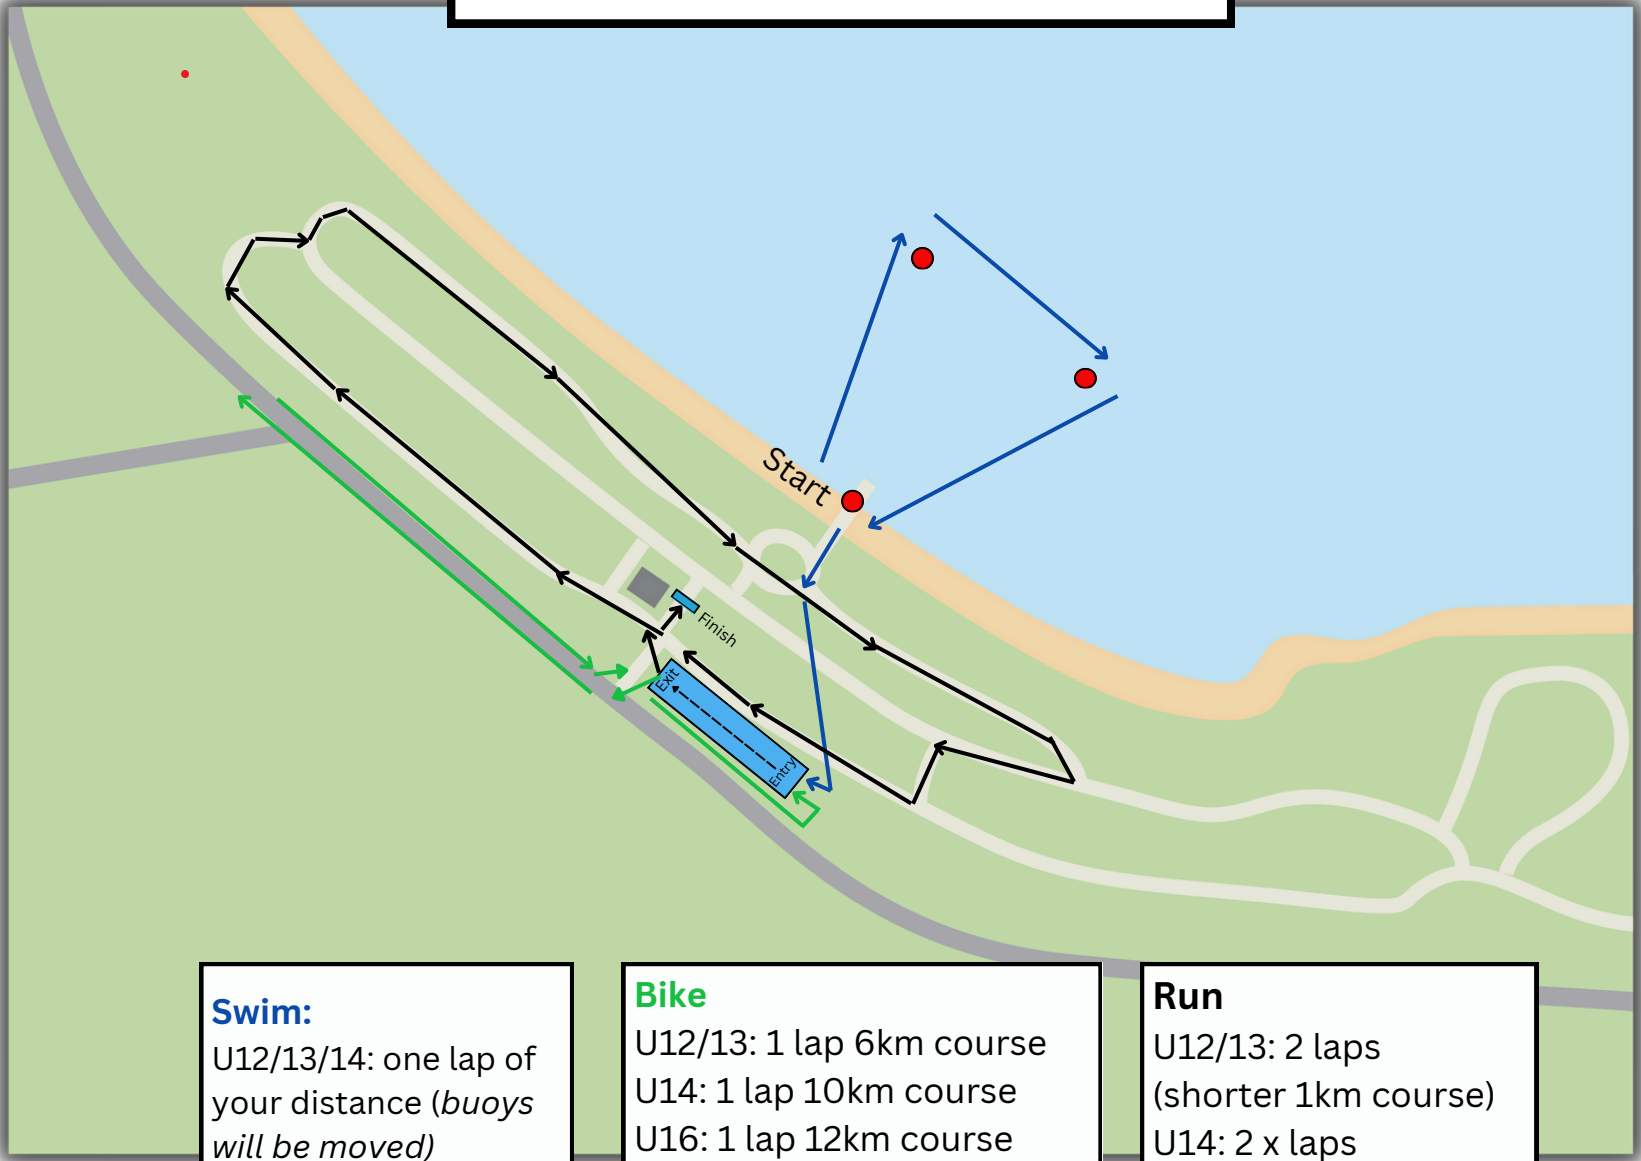 Start
Finish
Exit
Entry
Swim:
U12/13/14: one lap of
your distance (buoys
will be moved)
Bike
U12/13: 1 lap 6km course
U14: 1 lap 10km course
U16: 1 lap 12km course
Run
U12/13: 2 laps
(shorter 1km course)
U14: 2 x laps